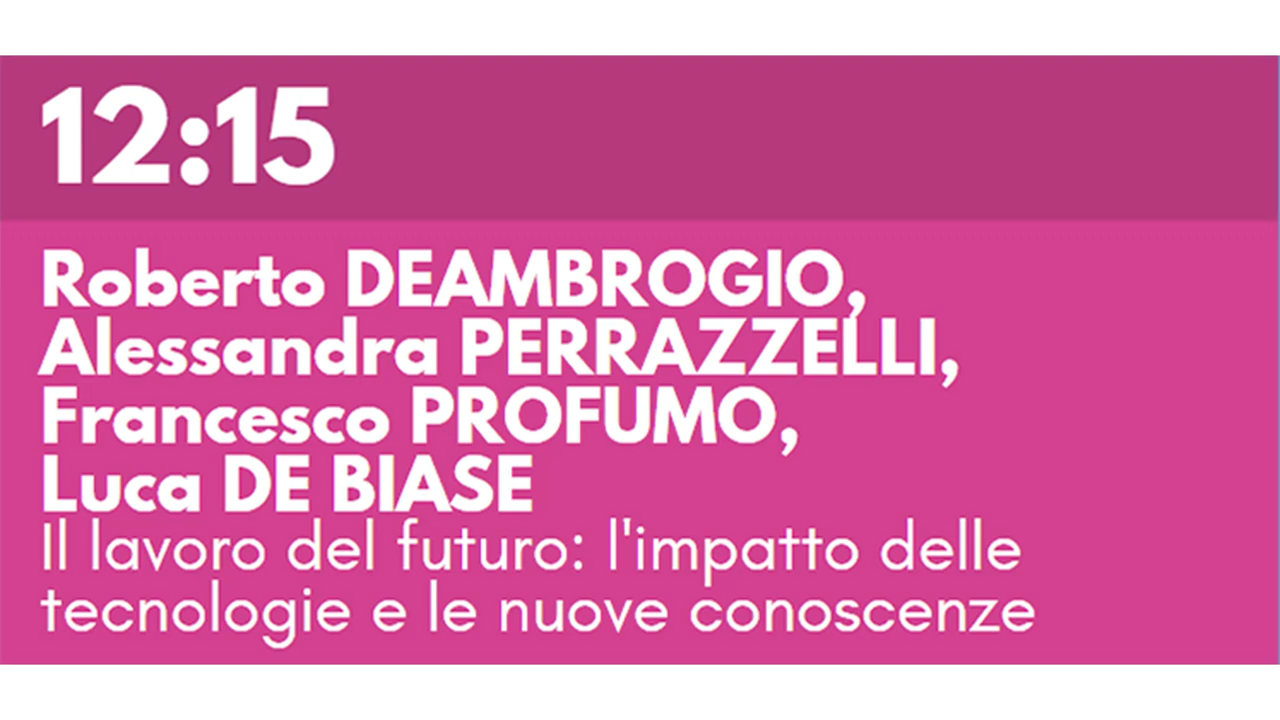 12:15
Roberto DEAMBROGIO,
Alessandra PERRAZZELLI,
Francesco PROFUMO,
Luca DE BIASE
Il lavoro del futuro: l'impatto delle
tecnologie e le nuove conoscenze